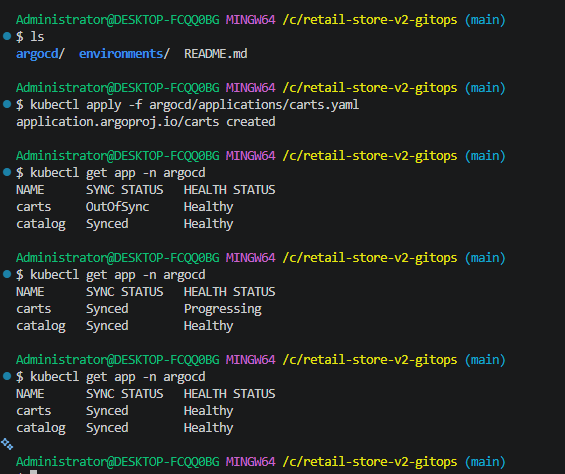 Administrator@DESKTOP-FCQQ0BG MINGW64 /c/retail-store-v2-gitops (main)
$ ls
argocd/  environments/  README.md
Administrator@DESKTOP-FCQQ0BG MINGW64 /c/retail-store-v2-gitops (main)
$ kubectl apply -f argocd/applications/carts.yaml
application.argoproj.io/carts created
Administrator@DESKTOP-FCQQ0BG MINGW64 /c/retail-store-v2-gitops (main)
$ kubectl get app -n argocd
NAME      SYNC STATUS   HEALTH STATUS
carts     OutOfSync     Healthy
catalog   Synced        Healthy
Administrator@DESKTOP-FCQQ0BG MINGW64 /c/retail-store-v2-gitops (main)
$ kubectl get app -n argocd
NAME      SYNC STATUS   HEALTH STATUS
carts     Synced        Progressing
catalog   Synced        Healthy
Administrator@DESKTOP-FCQQ0BG MINGW64 /c/retail-store-v2-gitops (main)
$ kubectl get app -n argocd
NAME      SYNC STATUS   HEALTH STATUS
carts     Synced        Healthy
catalog   Synced        Healthy
Administrator@DESKTOP-FCQQ0BG MINGW64 /c/retail-store-v2-gitops (main)
$